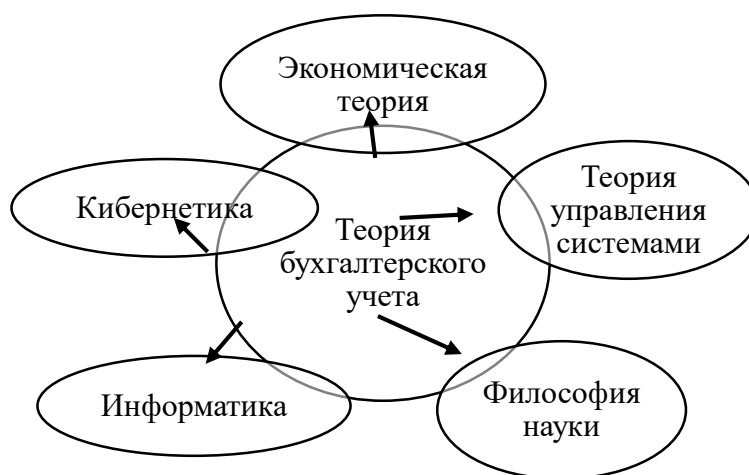 Экономическая
теория
Кибернетика
Теория
управления
системами
Теория
бухгалтерского
учета
Информатика
Философия
науки